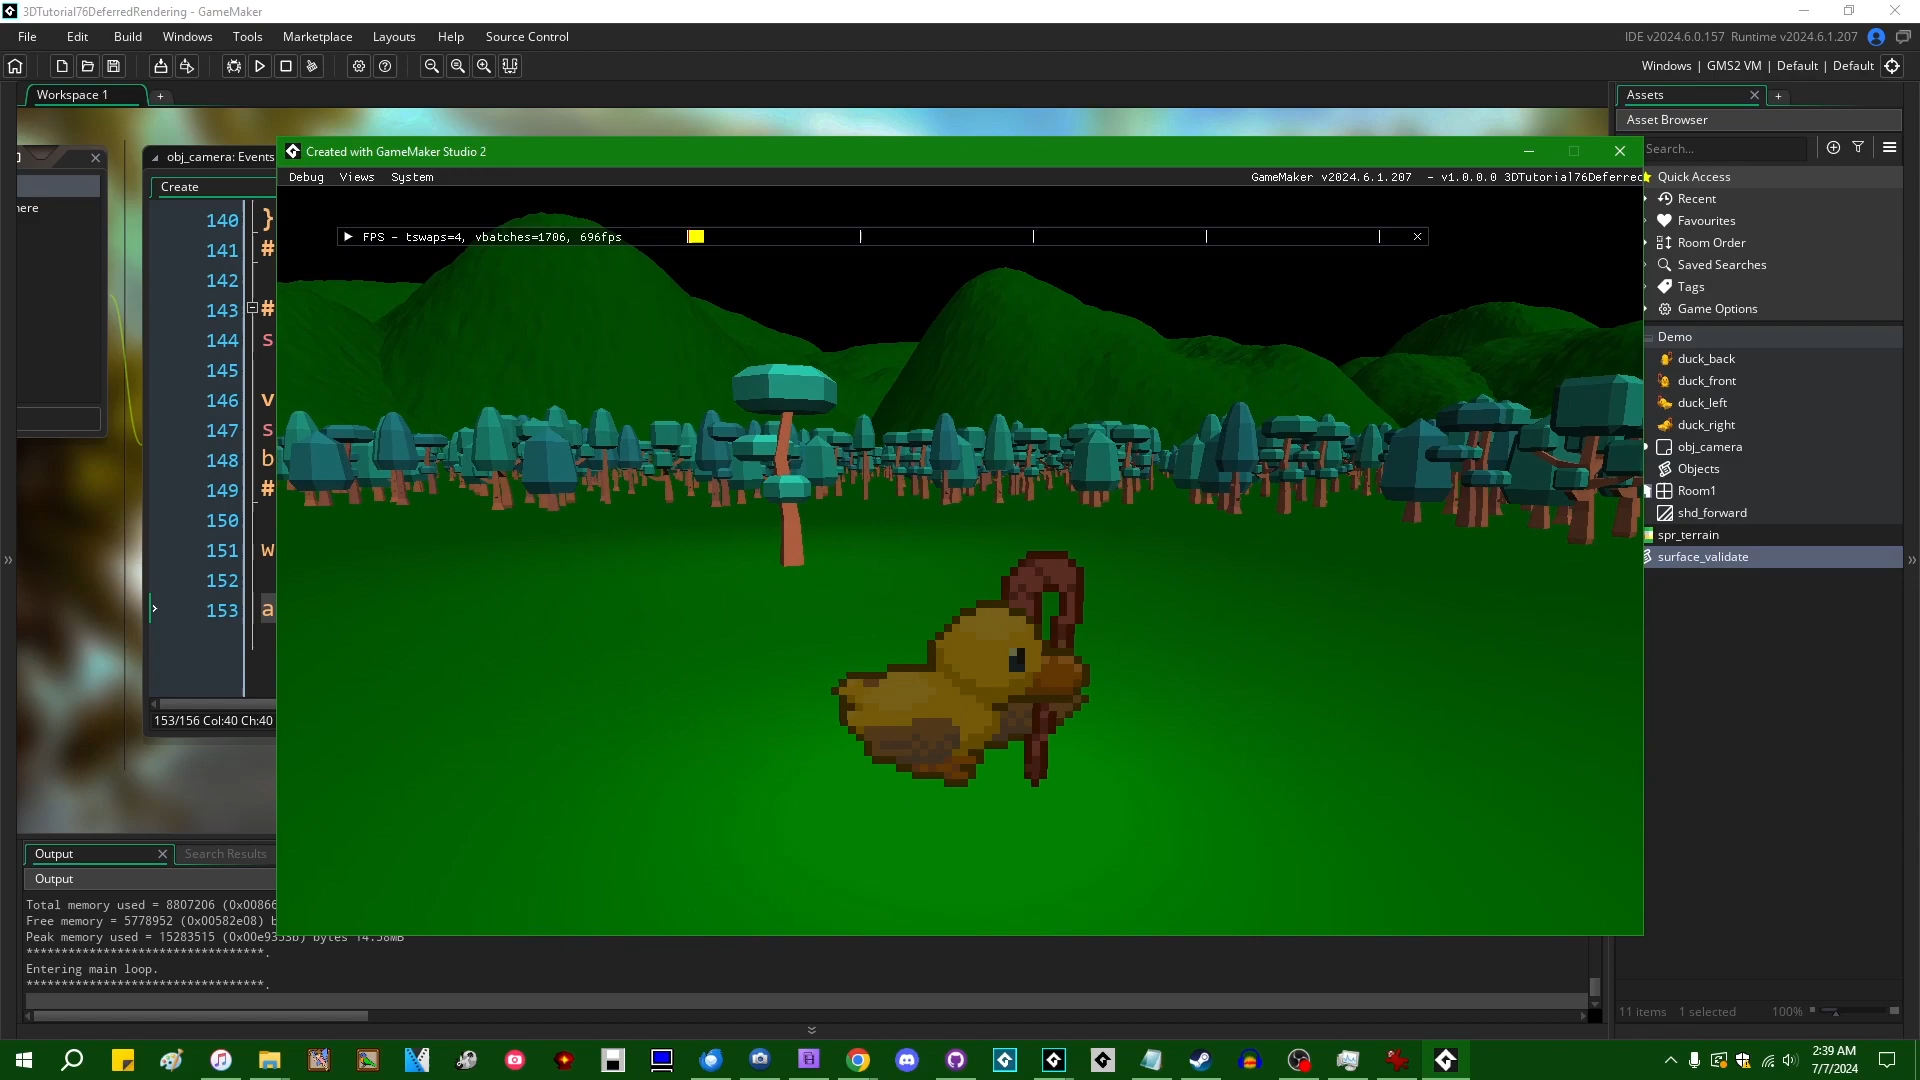 3DTutorial76DeferredRendering - GameMaker
File Edit Build Windows Tools Marketplace Layouts Help Source Control
IDE v2024.6.0.157 Runtime v2024.6.1.207
Windows | GMS2 VM | Default | Default
Workspace 1
+
Assets
Asset Browser
Search...
obj_camera: Events
Create
here
140 }
141 #
142
143 #
144 s
145
146 v
147 s
148 b
149 #
150
151 w
152
153 a
153/156 Col:40 Ch:40
Created with GameMaker Studio 2
Debug Views System
GameMaker v2024.6.1.207 - v1.0.0.0 3DTutorial76Deferred
FPS - tswaps=4, vbatches=1706, 696fps
Quick Access
Recent
Favourites
Room Order
Saved Searches
Tags
Game Options
Demo
duck_back
duck_front
duck_left
duck_right
obj_camera
Objects
Room1
shd_forward
spr_terrain
surface_validate
11 items 1 selected 100%
Output
Search Results
Output
Total memory used = 8807206 (0x00866
Free memory = 5778952 (0x00582e08) b
Peak memory used = 15283515 (0x00e9353b) bytes 14.58MB
**********************************.
Entering main loop.
**********************************.
2:39 AM
7/7/2024